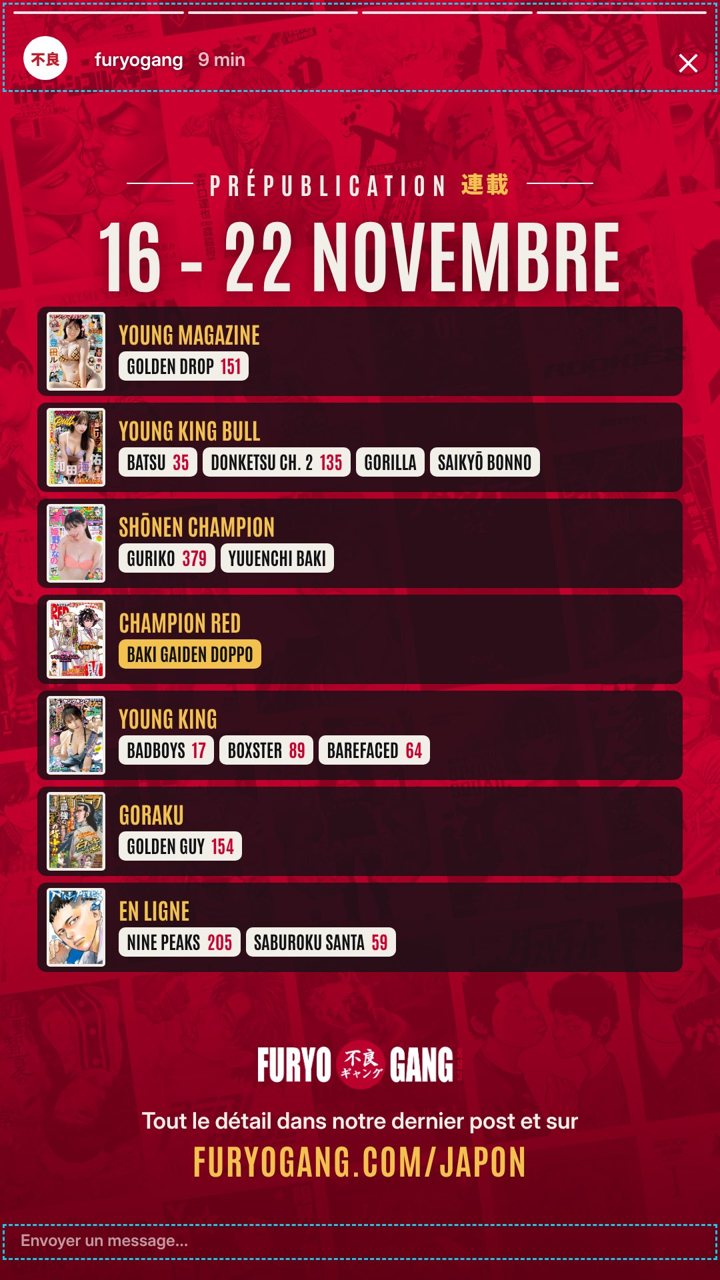 不良 furyogang 9 min
PRÉPUBLICATION 連載
16 - 22 NOVEMBRE
YOUNG MAGAZINE
GOLDEN DROP 151
YOUNG KING BULL
BATSU 35 DONKETSU CH. 2 135 GORILLA SAIKYŌ BONNO
SHŌNEN CHAMPION
GURIKO 379 YUUENCHI BAKI
CHAMPION RED
BAKI GAIDEN DOPPO
YOUNG KING
BADBOYS 17 BOXSTER 89 BAREFACED 64
GORAKU
GOLDEN GUY 154
EN LIGNE
NINE PEAKS 205 SABUROKU SANTA 59
FURYO 不良 ギャング GANG
Tout le détail dans notre dernier post et sur
FURYOGANG.COM/JAPON
Envoyer un message...